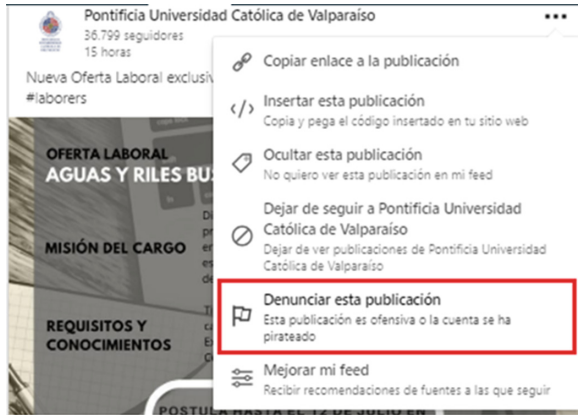 Pontificia Universidad Católica de Valparaíso
36.799 seguidores
15 horas
Nueva Oferta Laboral
#laborers
Copiar enlace a la publicación
Insertar esta publicación
Copia y pega el código insertado en tu sitio web
Ocultar esta publicación
No quiero ver esta publicación en mi feed
Dejar de seguir a Pontificia Universidad
Católica de Valparaíso
Dejar de ver publicaciones de Pontificia Universidad
Católica de Valparaíso
Denunciar esta publicación
Esta publicación es ofensiva o la cuenta se ha
pirateado
Mejorar mi feed
Recibir recomendaciones de fuentes a las que seguir
OFERTA LABORAL
AGUAS Y RILES
MISIÓN DEL CARGO
REQUISITOS Y
CONOCIMIENTOS
POSTULA HASTA EL 12 DE JULIO EN